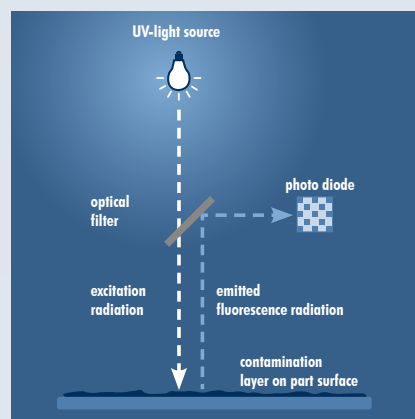 UV-light source
photo diode
optical
filter
excitation
radiation
emitted
fluorescence radiation
contamination
layer on part surface